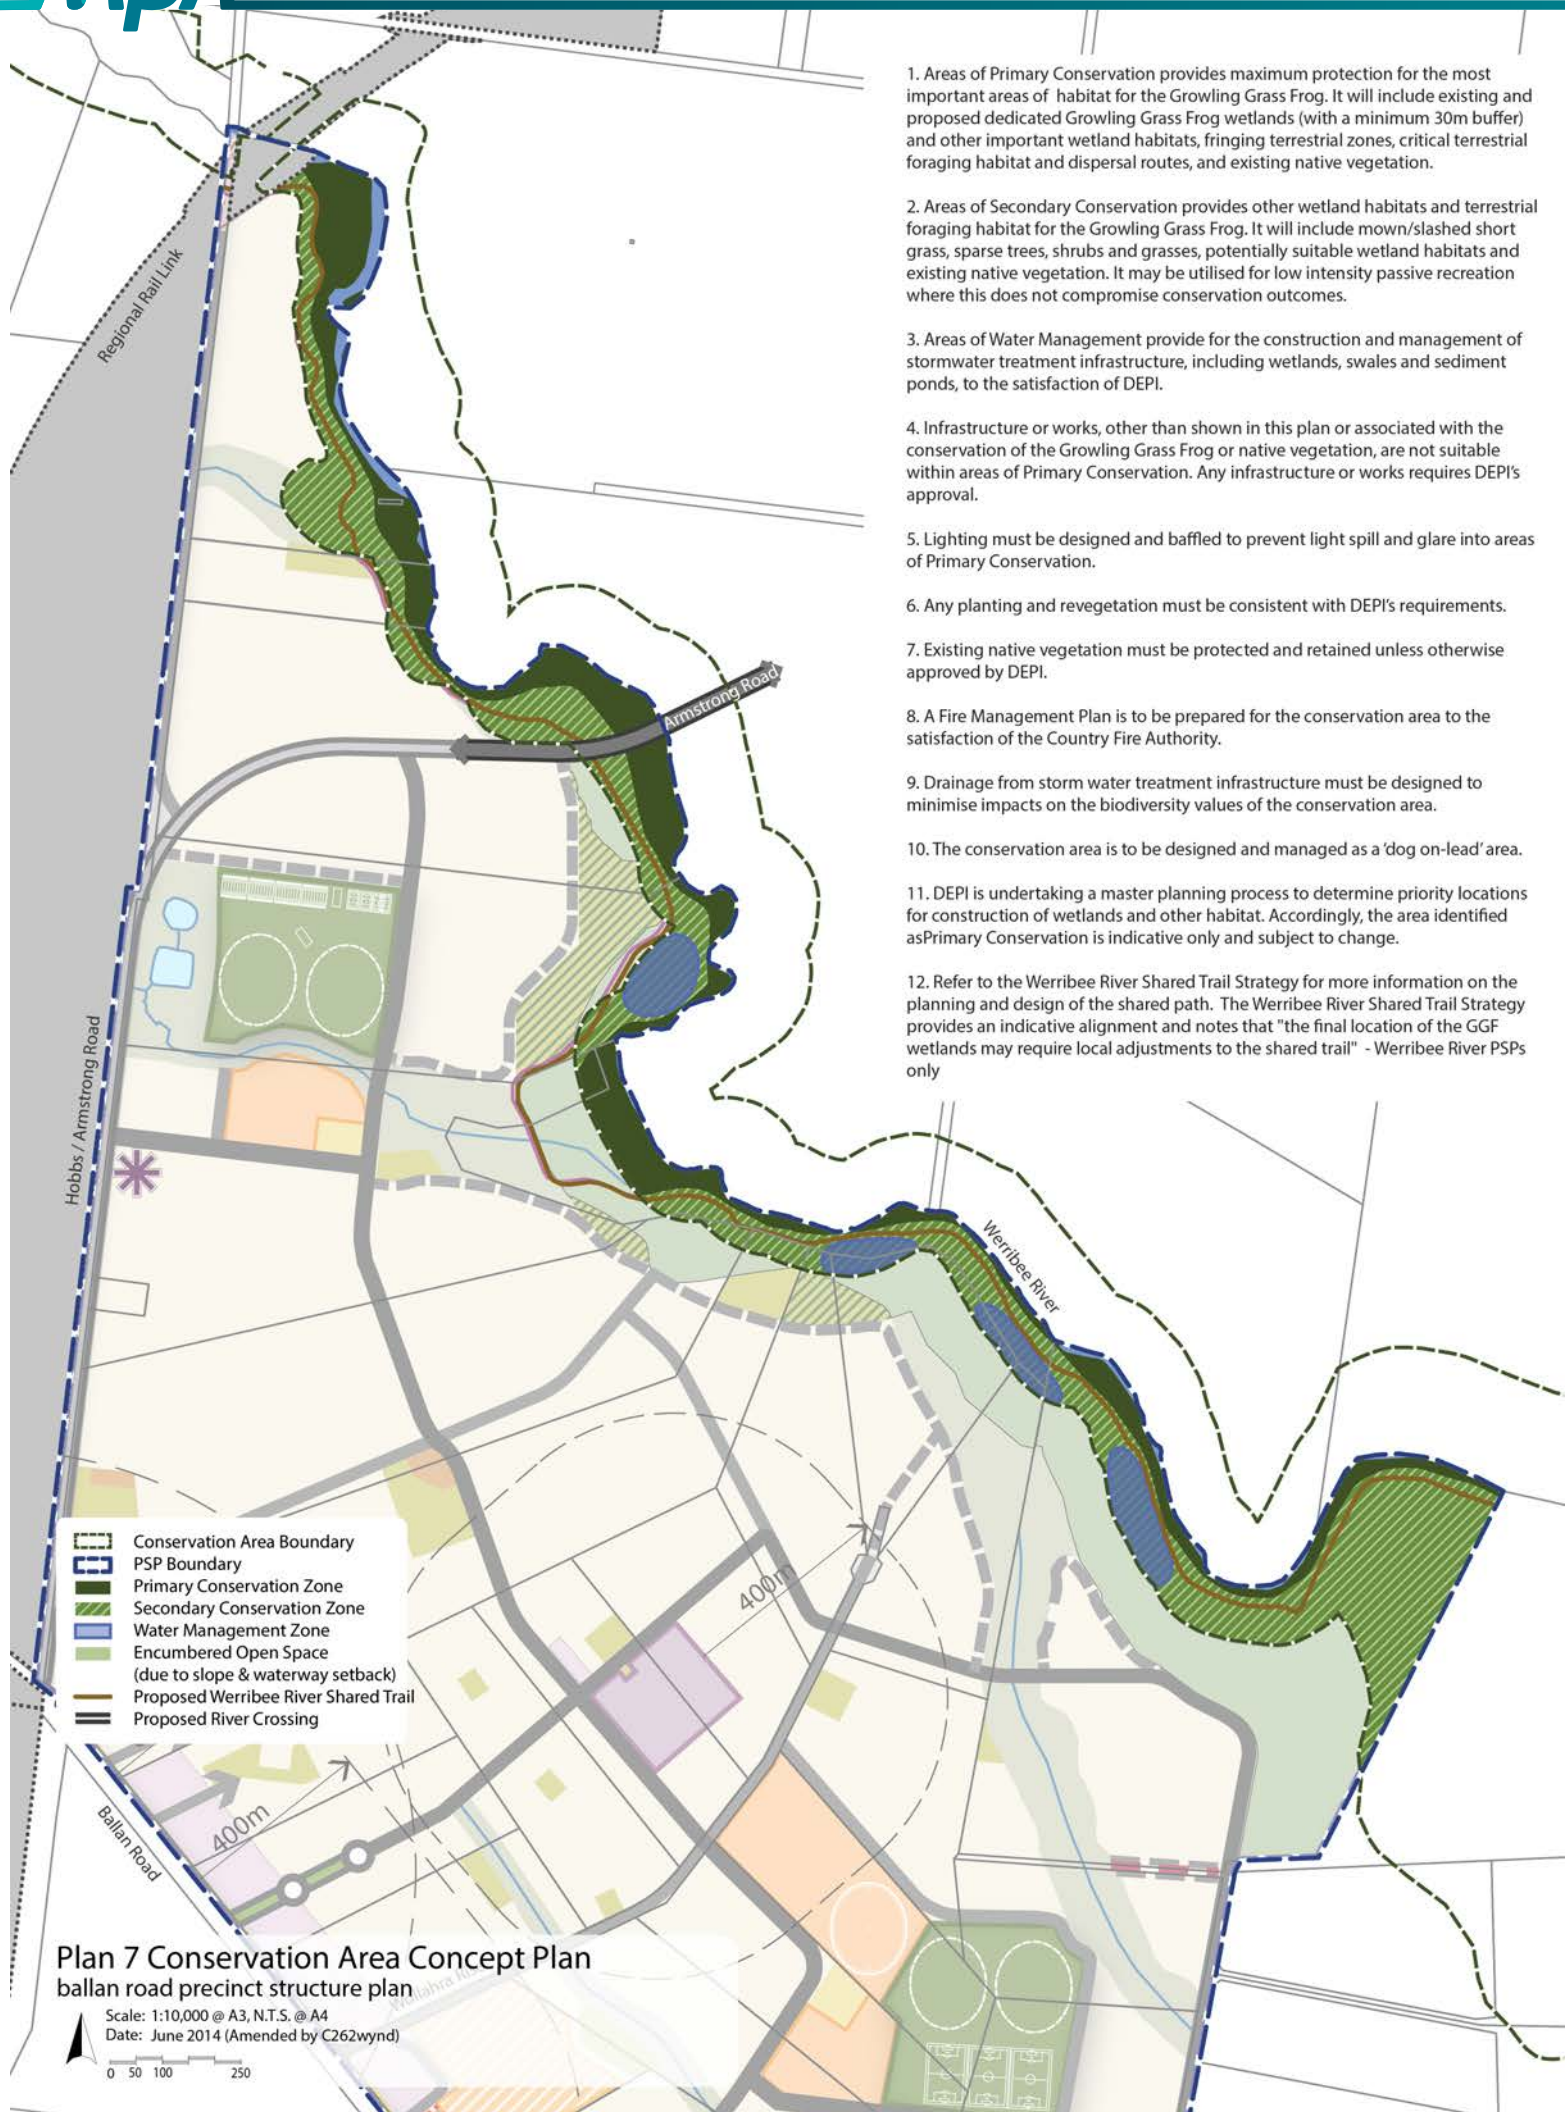 1. Areas of Primary Conservation provides maximum protection for the most
important areas of habitat for the Growling Grass Frog. It will include existing and
proposed dedicated Growling Grass Frog wetlands (with a minimum 30m buffer)
and other important wetland habitats, fringing terrestrial zones, critical terrestrial
foraging habitat and dispersal routes, and existing native vegetation.
2. Areas of Secondary Conservation provides other wetland habitats and terrestrial
foraging habitat for the Growling Grass Frog. It will include mown/slashed short
grass, sparse trees, shrubs and grasses, potentially suitable wetland habitats and
existing native vegetation. It may be utilised for low intensity passive recreation
where this does not compromise conservation outcomes.
3. Areas of Water Management provide for the construction and management of
stormwater treatment infrastructure, including wetlands, swales and sediment
ponds, to the satisfaction of DEPI.
4. Infrastructure or works, other than shown in this plan or associated with the
conservation of the Growling Grass Frog or native vegetation, are not suitable
within areas of Primary Conservation. Any infrastructure or works requires DEPI's
approval.
5. Lighting must be designed and baffled to prevent light spill and glare into areas
of Primary Conservation.
6. Any planting and revegetation must be consistent with DEPI's requirements.
7. Existing native vegetation must be protected and retained unless otherwise
approved by DEPI.
8. A Fire Management Plan is to be prepared for the conservation area to the
satisfaction of the Country Fire Authority.
9. Drainage from storm water treatment infrastructure must be designed to
minimise impacts on the biodiversity values of the conservation area.
10. The conservation area is to be designed and managed as a 'dog on-lead' area.
11. DEPI is undertaking a master planning process to determine priority locations
for construction of wetlands and other habitat. Accordingly, the area identified
asPrimary Conservation is indicative only and subject to change.
12. Refer to the Werribee River Shared Trail Strategy for more information on the
planning and design of the shared path. The Werribee River Shared Trail Strategy
provides an indicative alignment and notes that "the final location of the GGF
wetlands may require local adjustments to the shared trail" - Werribee River PSPs
only
Regional Rail Link
Armstrong Road
Hobbs / Armstrong Road
Werribee River
400m
Conservation Area Boundary
PSP Boundary
Primary Conservation Zone
Secondary Conservation Zone
Water Management Zone
Encumbered Open Space
(due to slope & waterway setback)
Proposed Werribee River Shared Trail
Proposed River Crossing
400m
Ballan Road
Plan 7 Conservation Area Concept Plan
ballan road precinct structure plan
Scale: 1:10,000 @ A3, N.T.S. @ A4
Date: June 2014 (Amended by C262wynd)
0 50 100 250